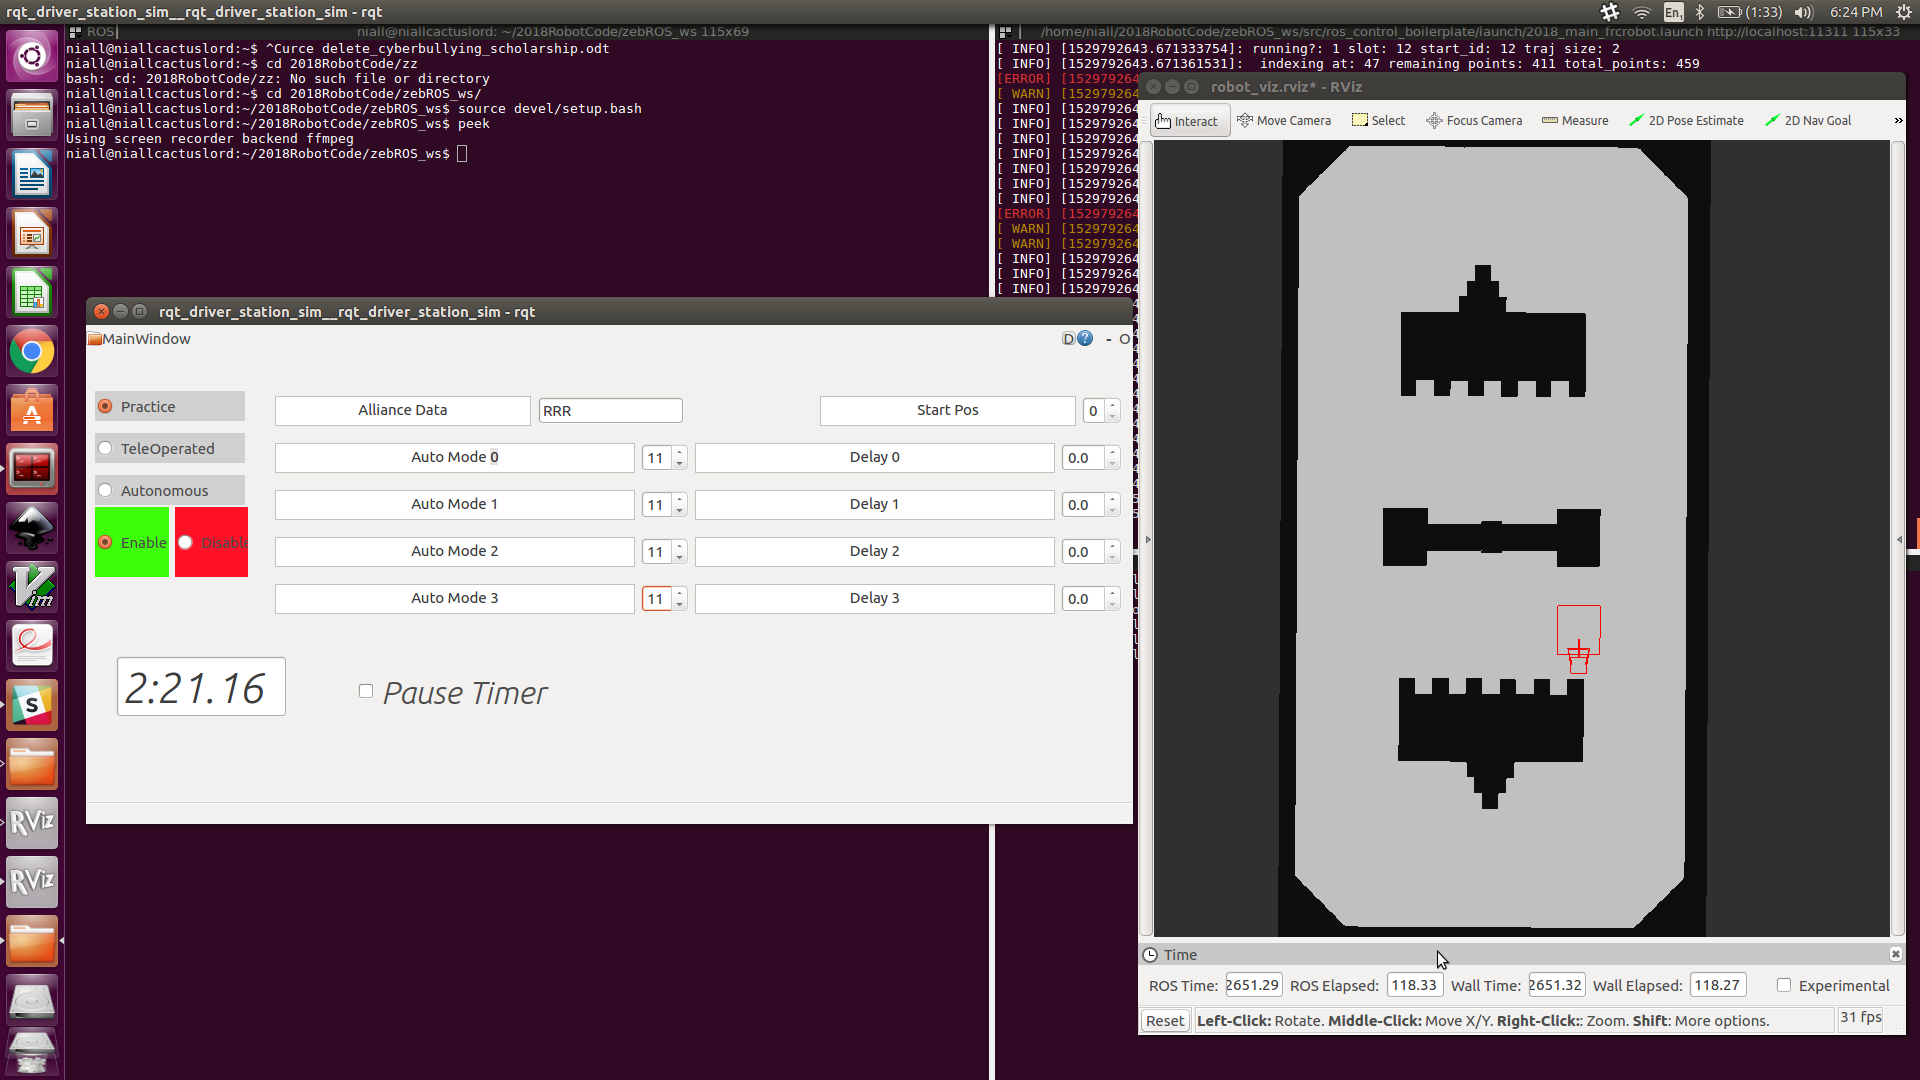 rqt_driver_station_sim__rqt_driver_station_sim - rqt
En1
(1:33)
6:24 PM
ROS
niall@niallcactuslord: ~/2018RobotCode/zebROS_ws 115x69
niall@niallcactuslord:~$ ^Curce delete_cyberbullying_scholarship.odt
niall@niallcactuslord:~$ cd 2018RobotCode/zz
bash: cd: 2018RobotCode/zz: No such file or directory
niall@niallcactuslord:~$ cd 2018RobotCode/zebROS_ws/
niall@niallcactuslord:~/2018RobotCode/zebROS_ws$ source devel/setup.bash
niall@niallcactuslord:~/2018RobotCode/zebROS_ws$ peek
Using screen recorder backend ffmpeg
niall@niallcactuslord:~/2018RobotCode/zebROS_ws$
/home/niall/2018RobotCode/zebROS_ws/src/ros_control_boilerplate/launch/2018_main_frcrobot.launch http://localhost:11311 115x33
[ INFO] [1529792643.671333754]: running?: 1 slot: 12 start_id: 12 traj size: 2
[ INFO] [1529792643.671361531]:  indexing at: 47 remaining points: 411 total_points: 459
[ERROR] [152979264
[ WARN] [152979264
[ INFO] [152979264
[ INFO] [152979264
[ INFO] [152979264
[ INFO] [152979264
[ INFO] [152979264
[ INFO] [152979264
[ INFO] [152979264
[ERROR] [152979264
[ WARN] [152979264
[ WARN] [152979264
[ INFO] [152979264
[ INFO] [152979264
[ INFO] [152979264
rqt_driver_station_sim__rqt_driver_station_sim - rqt
MainWindow
D ? - O
Practice
TeleOperated
Autonomous
Enable
Disable
Alliance Data
RRR
Start Pos
0
Auto Mode 0
11
Delay 0
0.0
Auto Mode 1
11
Delay 1
0.0
Auto Mode 2
11
Delay 2
0.0
Auto Mode 3
11
Delay 3
0.0
2:21.16
Pause Timer
robot_viz.rviz* - RViz
Interact
Move Camera
Select
Focus Camera
Measure
2D Pose Estimate
2D Nav Goal
»
Time
ROS Time: 2651.29 ROS Elapsed: 118.33 Wall Time: 2651.32 Wall Elapsed: 118.27 Experimental
Reset
Left-Click: Rotate. Middle-Click: Move X/Y. Right-Click:: Zoom. Shift: More options.
31 fps
A
Vim
S
RViz
RViz